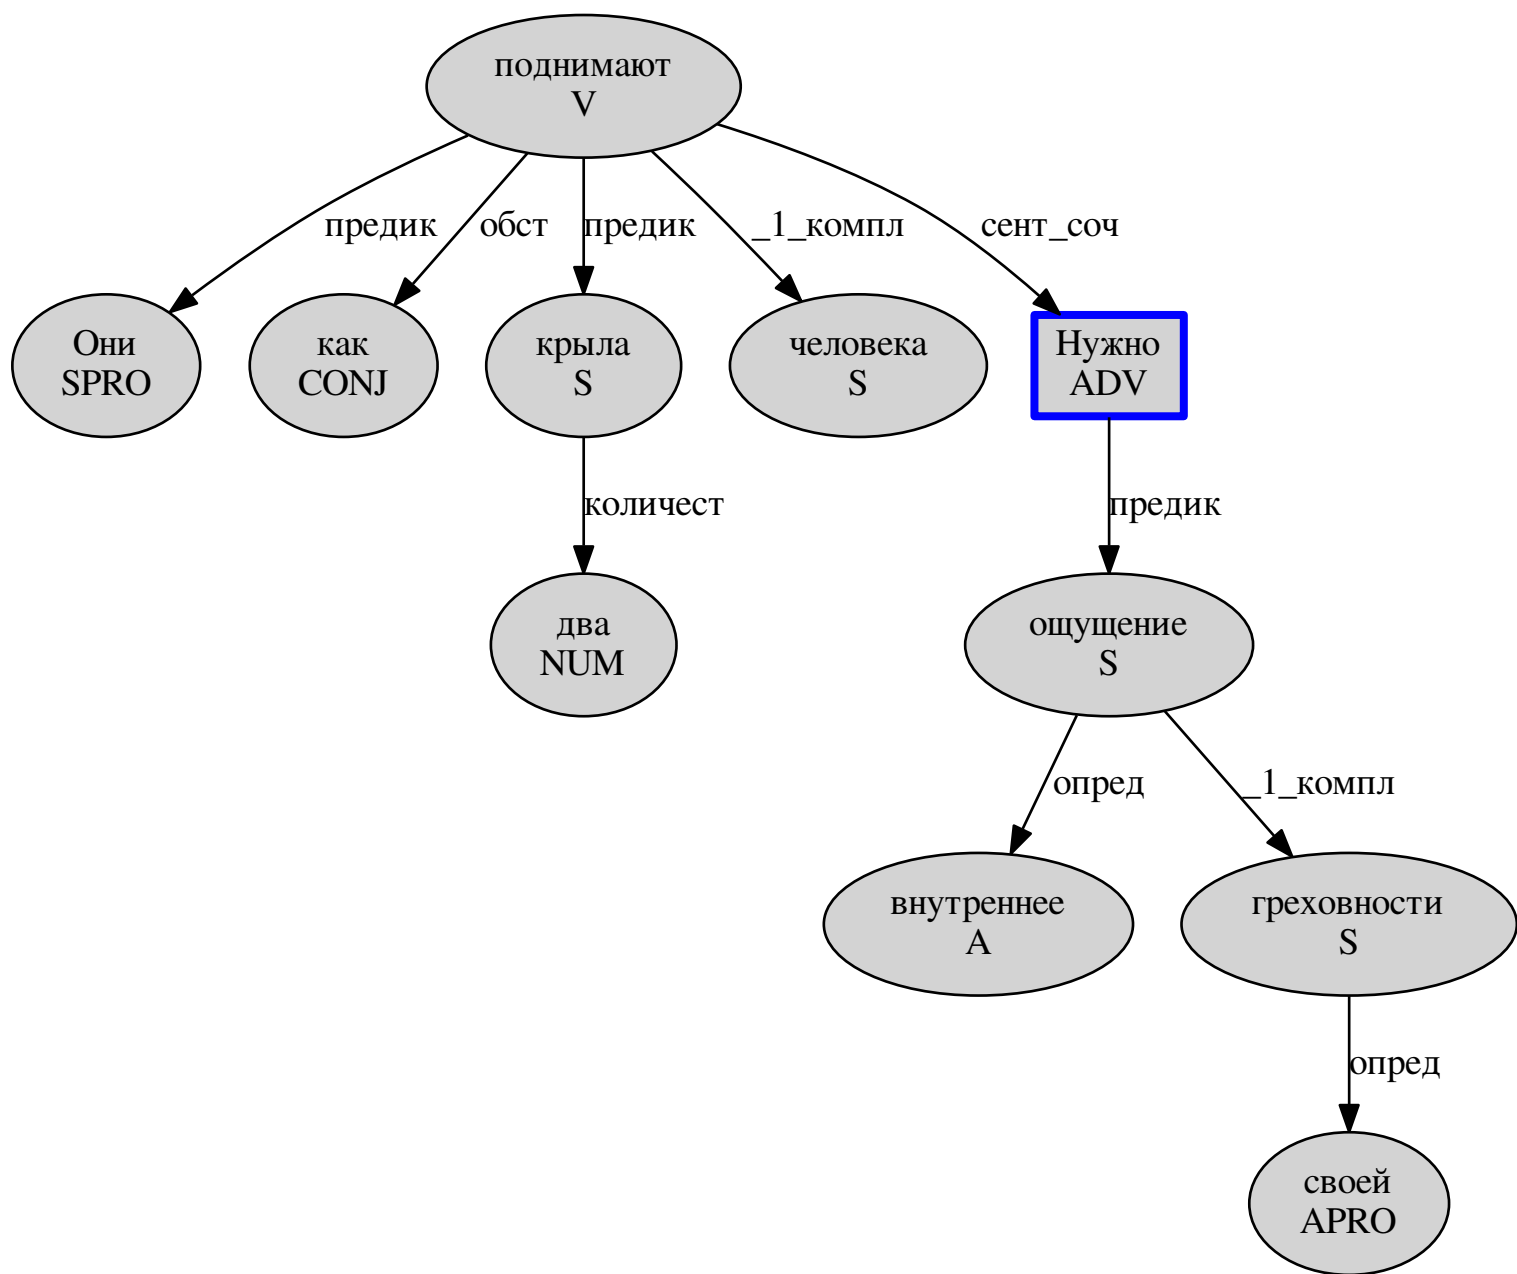 поднимают
V
предик
обст
предик
_1_компл
сент_соч
Они
SPRO
как
CONJ
крыла
S
человека
S
Нужно
ADV
количест
предик
два
NUM
ощущение
S
опред
_1_компл
внутреннее
A
греховности
S
опред
своей
APRO